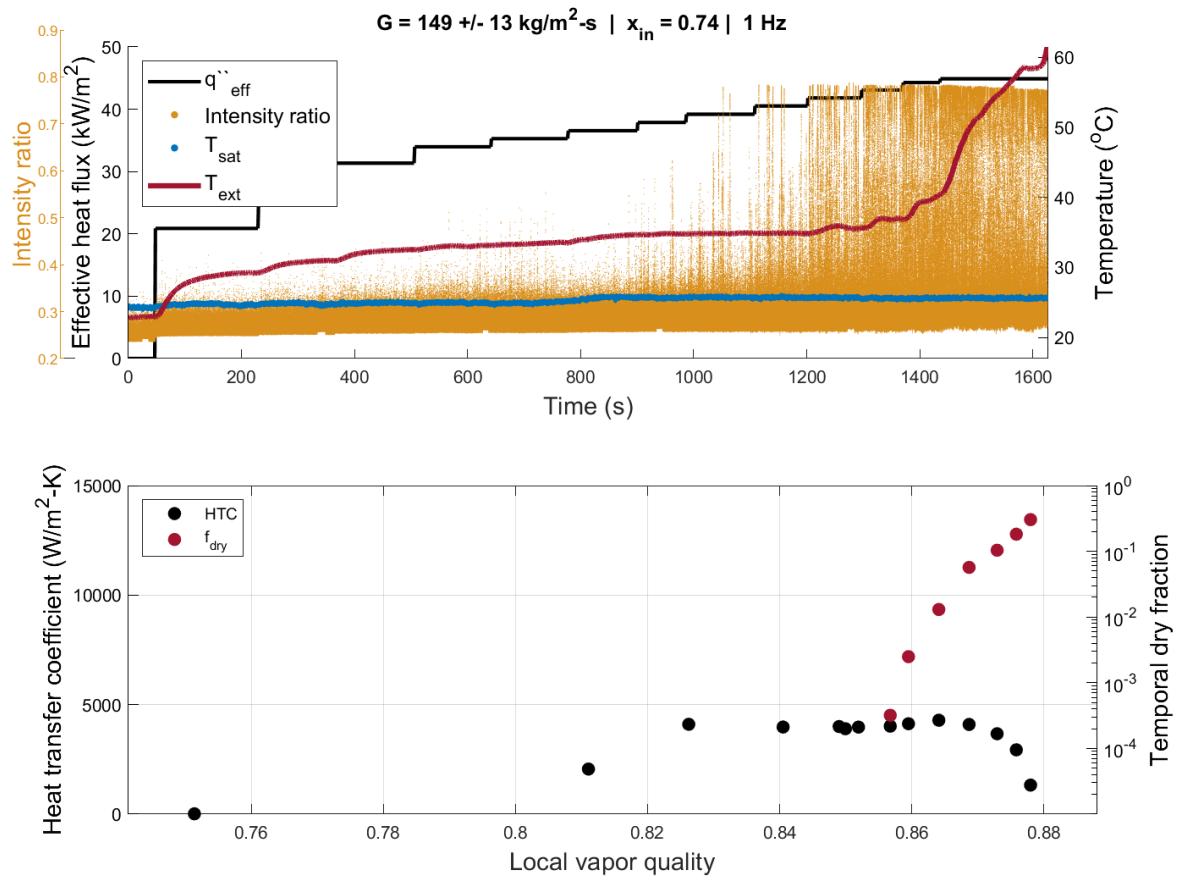 G = 149 +/- 13 kg/m²-s | x_in = 0.74 | 1 Hz
Intensity ratio
0.9
0.8
0.7
0.6
0.5
0.4
0.3
0.2
Effective heat flux (kW/m²)
50
40
30
20
10
0
q``_eff
Intensity ratio
T_sat
T_ext
60
50
40
30
20
Temperature (°C)
0 200 400 600 800 1000 1200 1400 1600
Time (s)
Heat transfer coefficient (W/m²-K)
15000
10000
5000
0
HTC
f_dry
10⁰
10⁻¹
10⁻²
10⁻³
10⁻⁴
Temporal dry fraction
0.76 0.78 0.8 0.82 0.84 0.86 0.88
Local vapor quality